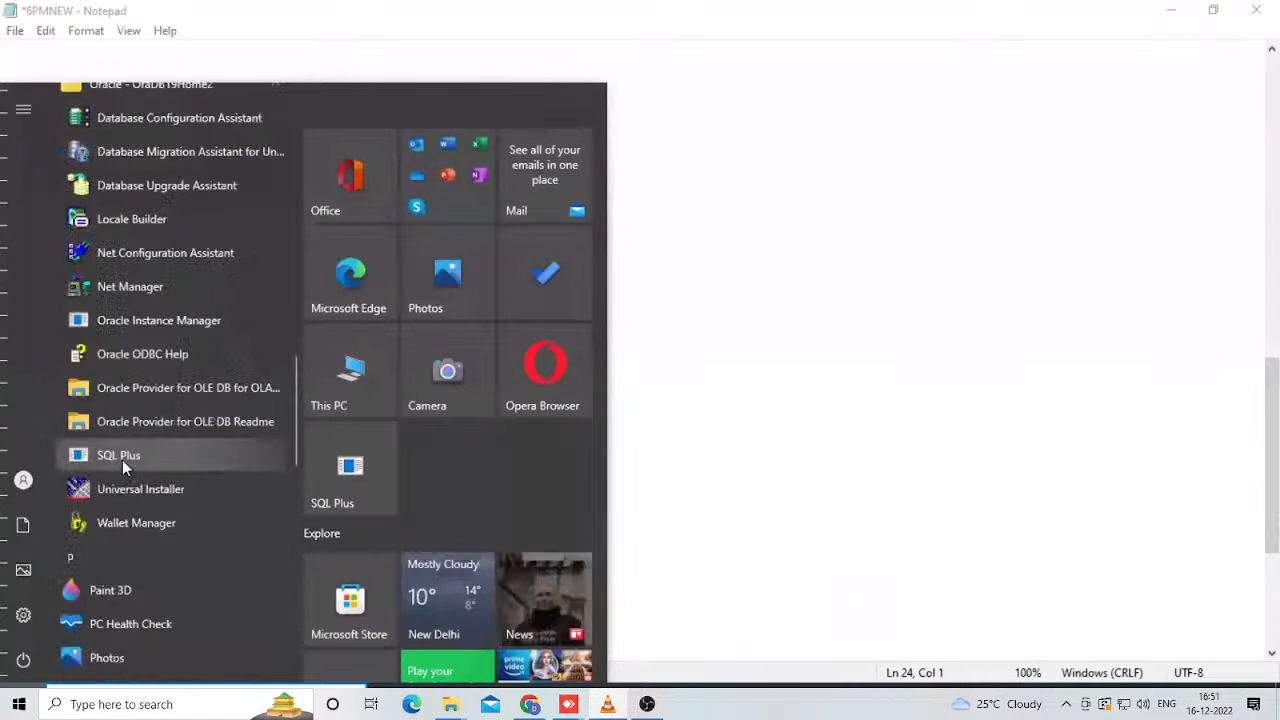 *6PMNEW - Notepad
File Edit Format View Help
Oracle - OraDB19Home2
Database Configuration Assistant
Database Migration Assistant for Un...
Database Upgrade Assistant
Locale Builder
Net Configuration Assistant
Net Manager
Oracle Instance Manager
Oracle ODBC Help
Oracle Provider for OLE DB for OLA...
Oracle Provider for OLE DB Readme
SQL Plus
Universal Installer
Wallet Manager
P
Paint 3D
PC Health Check
Photos
Office
See all of your
emails in one
place
Mail
Microsoft Edge
Photos
This PC
Camera
Opera Browser
SQL Plus
Explore
Microsoft Store
Mostly Cloudy
10° 14°
8°
New Delhi
News
Play your
prime
video
Ln 24, Col 1 100% Windows (CRLF) UTF-8
Type here to search
25°C Cloudy
16:51
16-12-2022